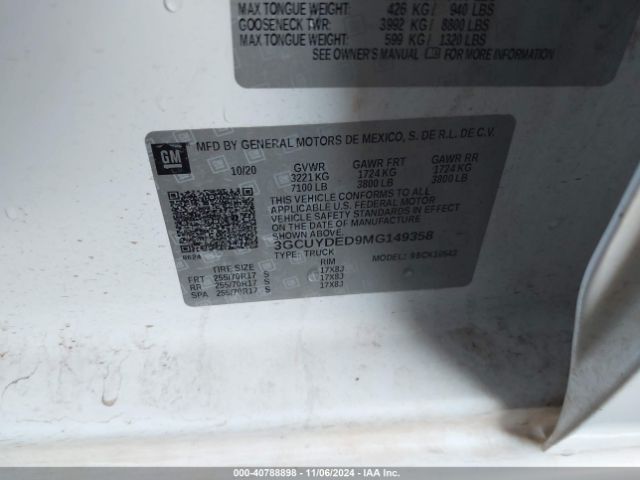 MAX TONGUE WEIGHT: 426 KG/ 940 LBS
GOOSENECK TWR: 3992 KG/ 8800 LBS
MAX TONGUE WEIGHT: 599 KG/ 1320 LBS
SEE OWNER'S MANUAL FOR MORE INFORMATION
GM
MFD BY GENERAL MOTORS DE MEXICO, S. DE R.L. DE C.V.
10/20 GVWR GAWR FRT GAWR RR
3221 KG 1724 KG 1724 KG
7100 LB 3800 LB 3800 LB
THIS VEHICLE CONFORMS TO ALL
APPLICABLE U.S. FEDERAL MOTOR
VEHICLE SAFETY AND THEFT PREVENTION
STANDARDS IN EFFECT ON THE DATE OF MANUFACTURE
SHOWN ABOVE.
3GCUYDED9MG149358
TYPE: TRUCK MODEL:
TIRE SIZE RIM
FRT 255/70R17 S 17X8J
RR 255/70R17 S 17X8J
SPA 255/70R17 S 17X8J
000-40788898 - 11/06/2024 - IAA Inc.